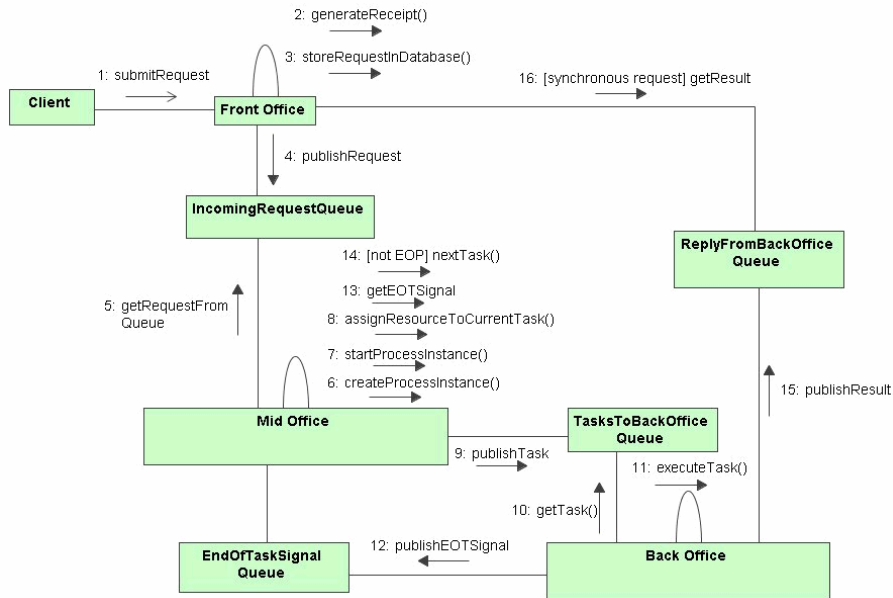 2: generateReceipt()
3: storeRequestInDatabase()
1: submitRequest
16: [synchronous request] getResult
Client
Front Office
4: publishRequest
IncomingRequestQueue
ReplyFromBackOffice
Queue
14: [not EOP] nextTask()
13: getEOTSignal
5: getRequestFrom
Queue
8: assignResourceToCurrentTask()
7: startProcessInstance()
6: createProcessInstance()
15: publishResult
Mid Office
TasksToBackOffice
Queue
9: publishTask
11: executeTask()
10: getTask()
12: publishEOTSignal
EndOfTaskSignal
Queue
Back Office